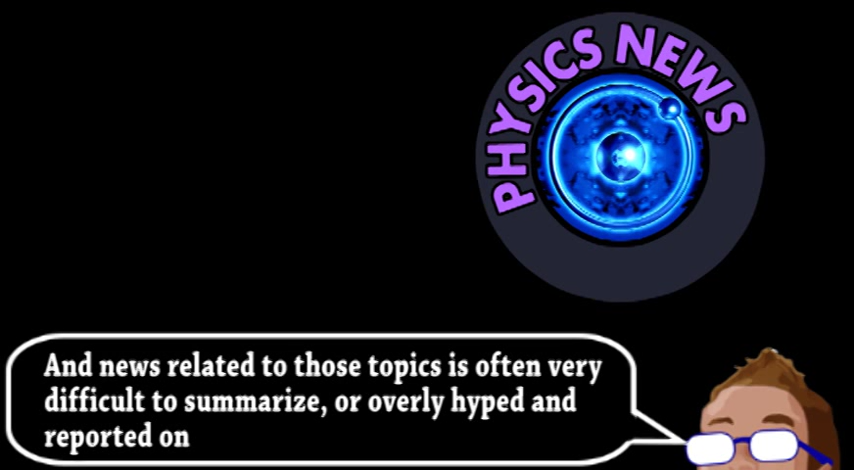 PHYSICS NEWS
And news related to those topics is often very
difficult to summarize, or overly hyped and
reported on